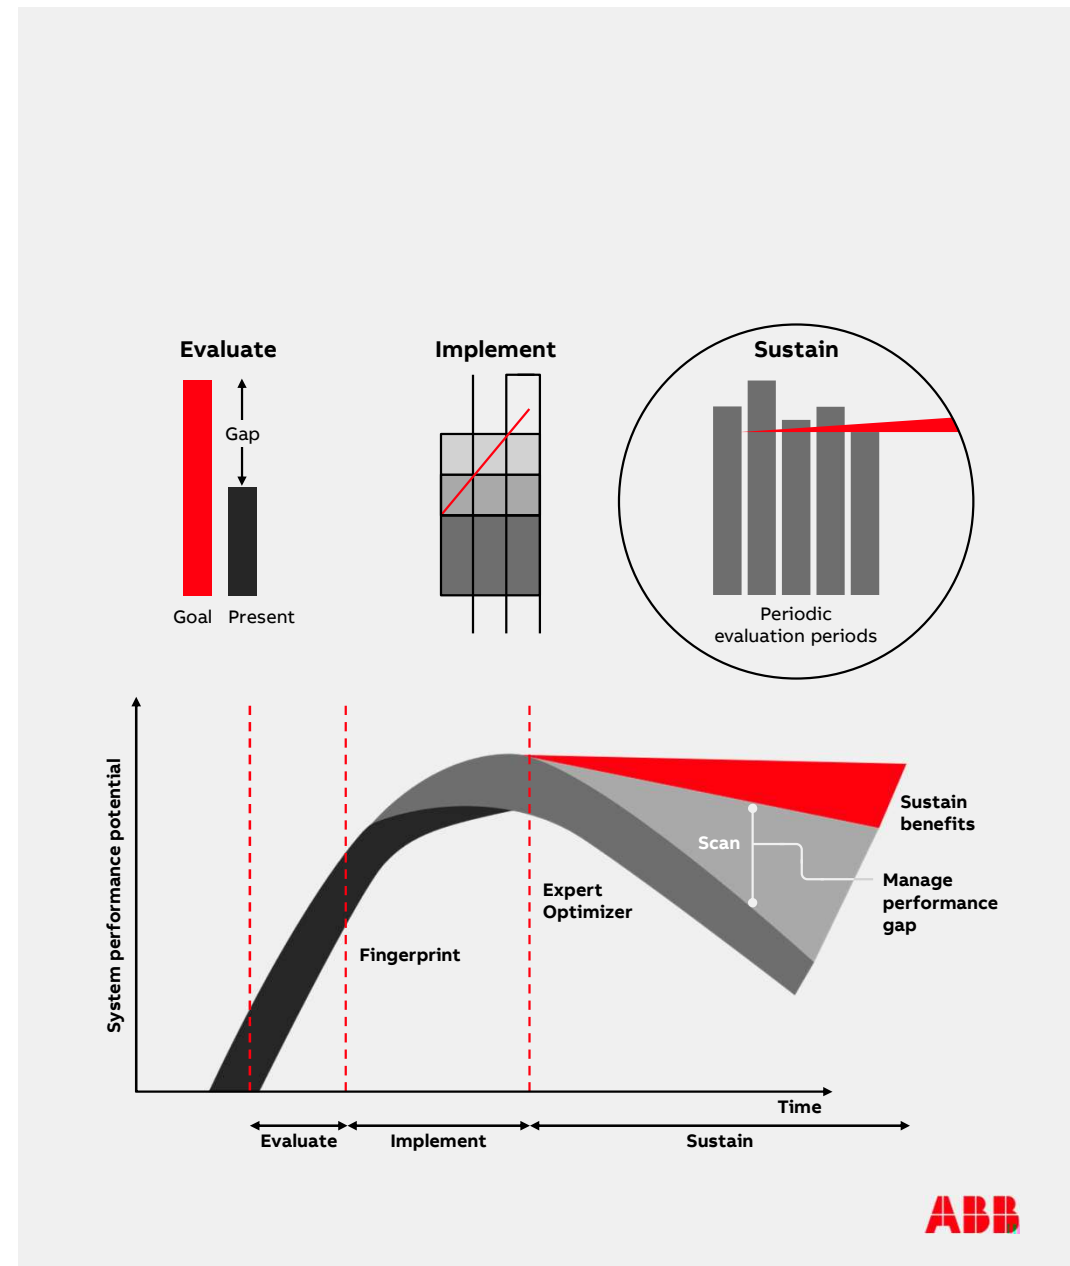 Evaluate
Implement
Sustain
Gap
Goal
Present
Periodic
evaluation periods
System performance potential
Sustain
benefits
Scan
Manage
performance
gap
Expert
Optimizer
Fingerprint
Time
Evaluate
Implement
Sustain
ABB